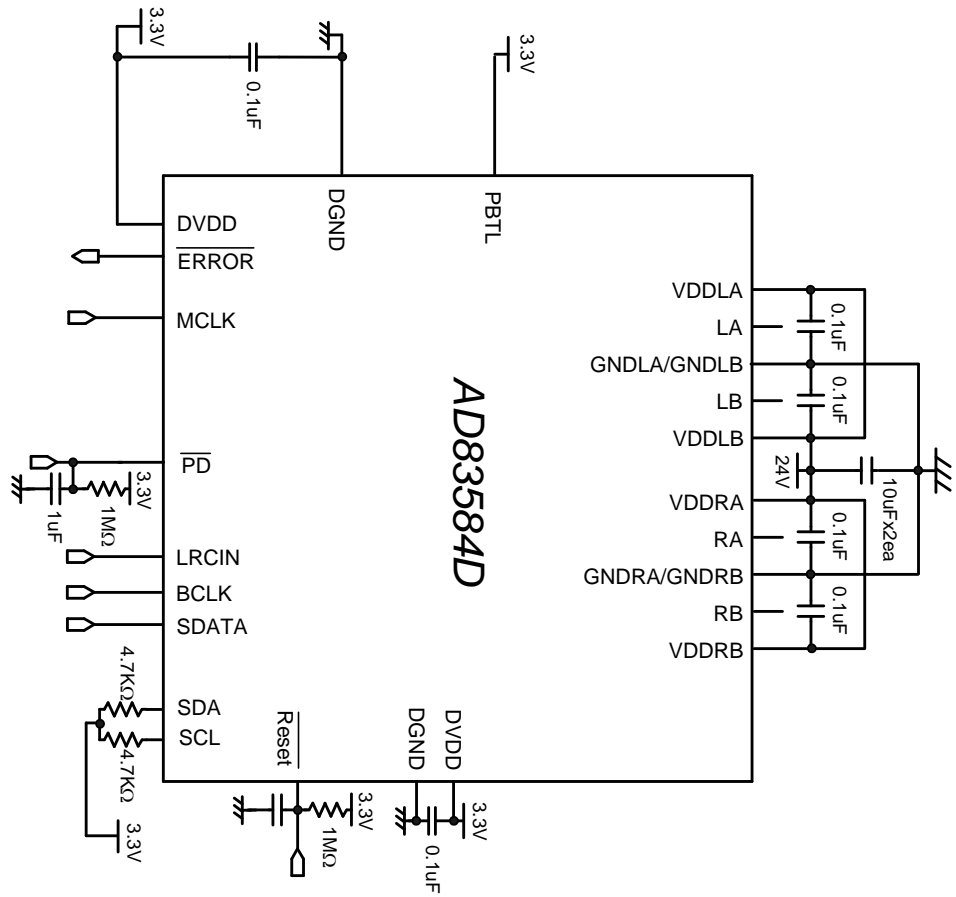 3.3V
3.3V
0.1uF
DGND
PBTL
DVDD
ERROR
MCLK
PD
3.3V
1MΩ
1uF
LRCIN
BCLK
SDATA
SDA
SCL
4.7KΩ
4.7KΩ
3.3V
AD83584D
VDDLA
LA
GNDLA/GNDLB
LB
VDDLB
VDDRA
RA
GNDRA/GNDRB
RB
VDDRB
0.1uF
0.1uF
24V
10uFx2ea
0.1uF
0.1uF
Reset
DGND
DVDD
3.3V
1MΩ
3.3V
0.1uF